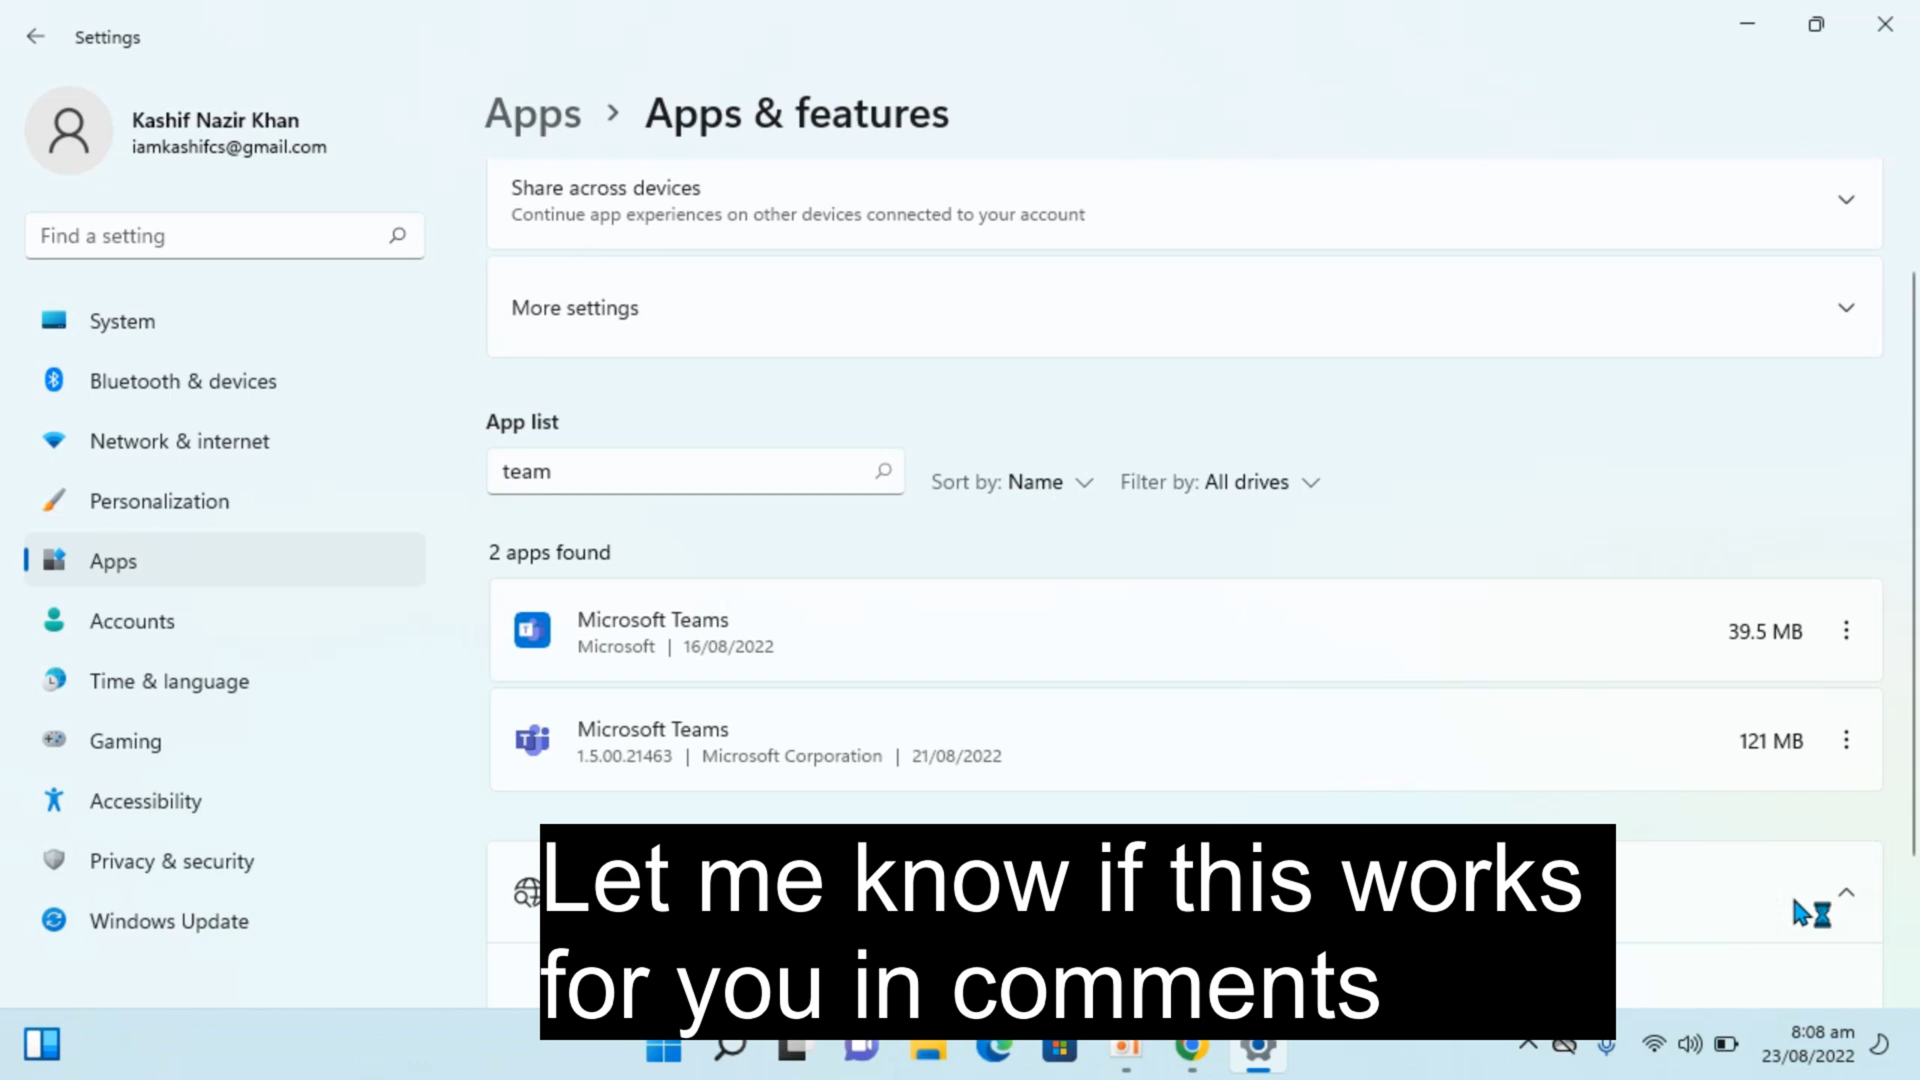 Settings
Kashif Nazir Khan
iamkashifcs@gmail.com
Find a setting
System
Bluetooth & devices
Network & internet
Personalization
Apps
Accounts
Time & language
Gaming
Accessibility
Privacy & security
Windows Update
Apps > Apps & features
Share across devices
Continue app experiences on other devices connected to your account
More settings
App list
team
Sort by: Name
Filter by: All drives
2 apps found
Microsoft Teams
Microsoft | 16/08/2022
39.5 MB
Microsoft Teams
1.5.00.21463 | Microsoft Corporation | 21/08/2022
121 MB
Let me know if this works
for you in comments
8:08 am
23/08/2022